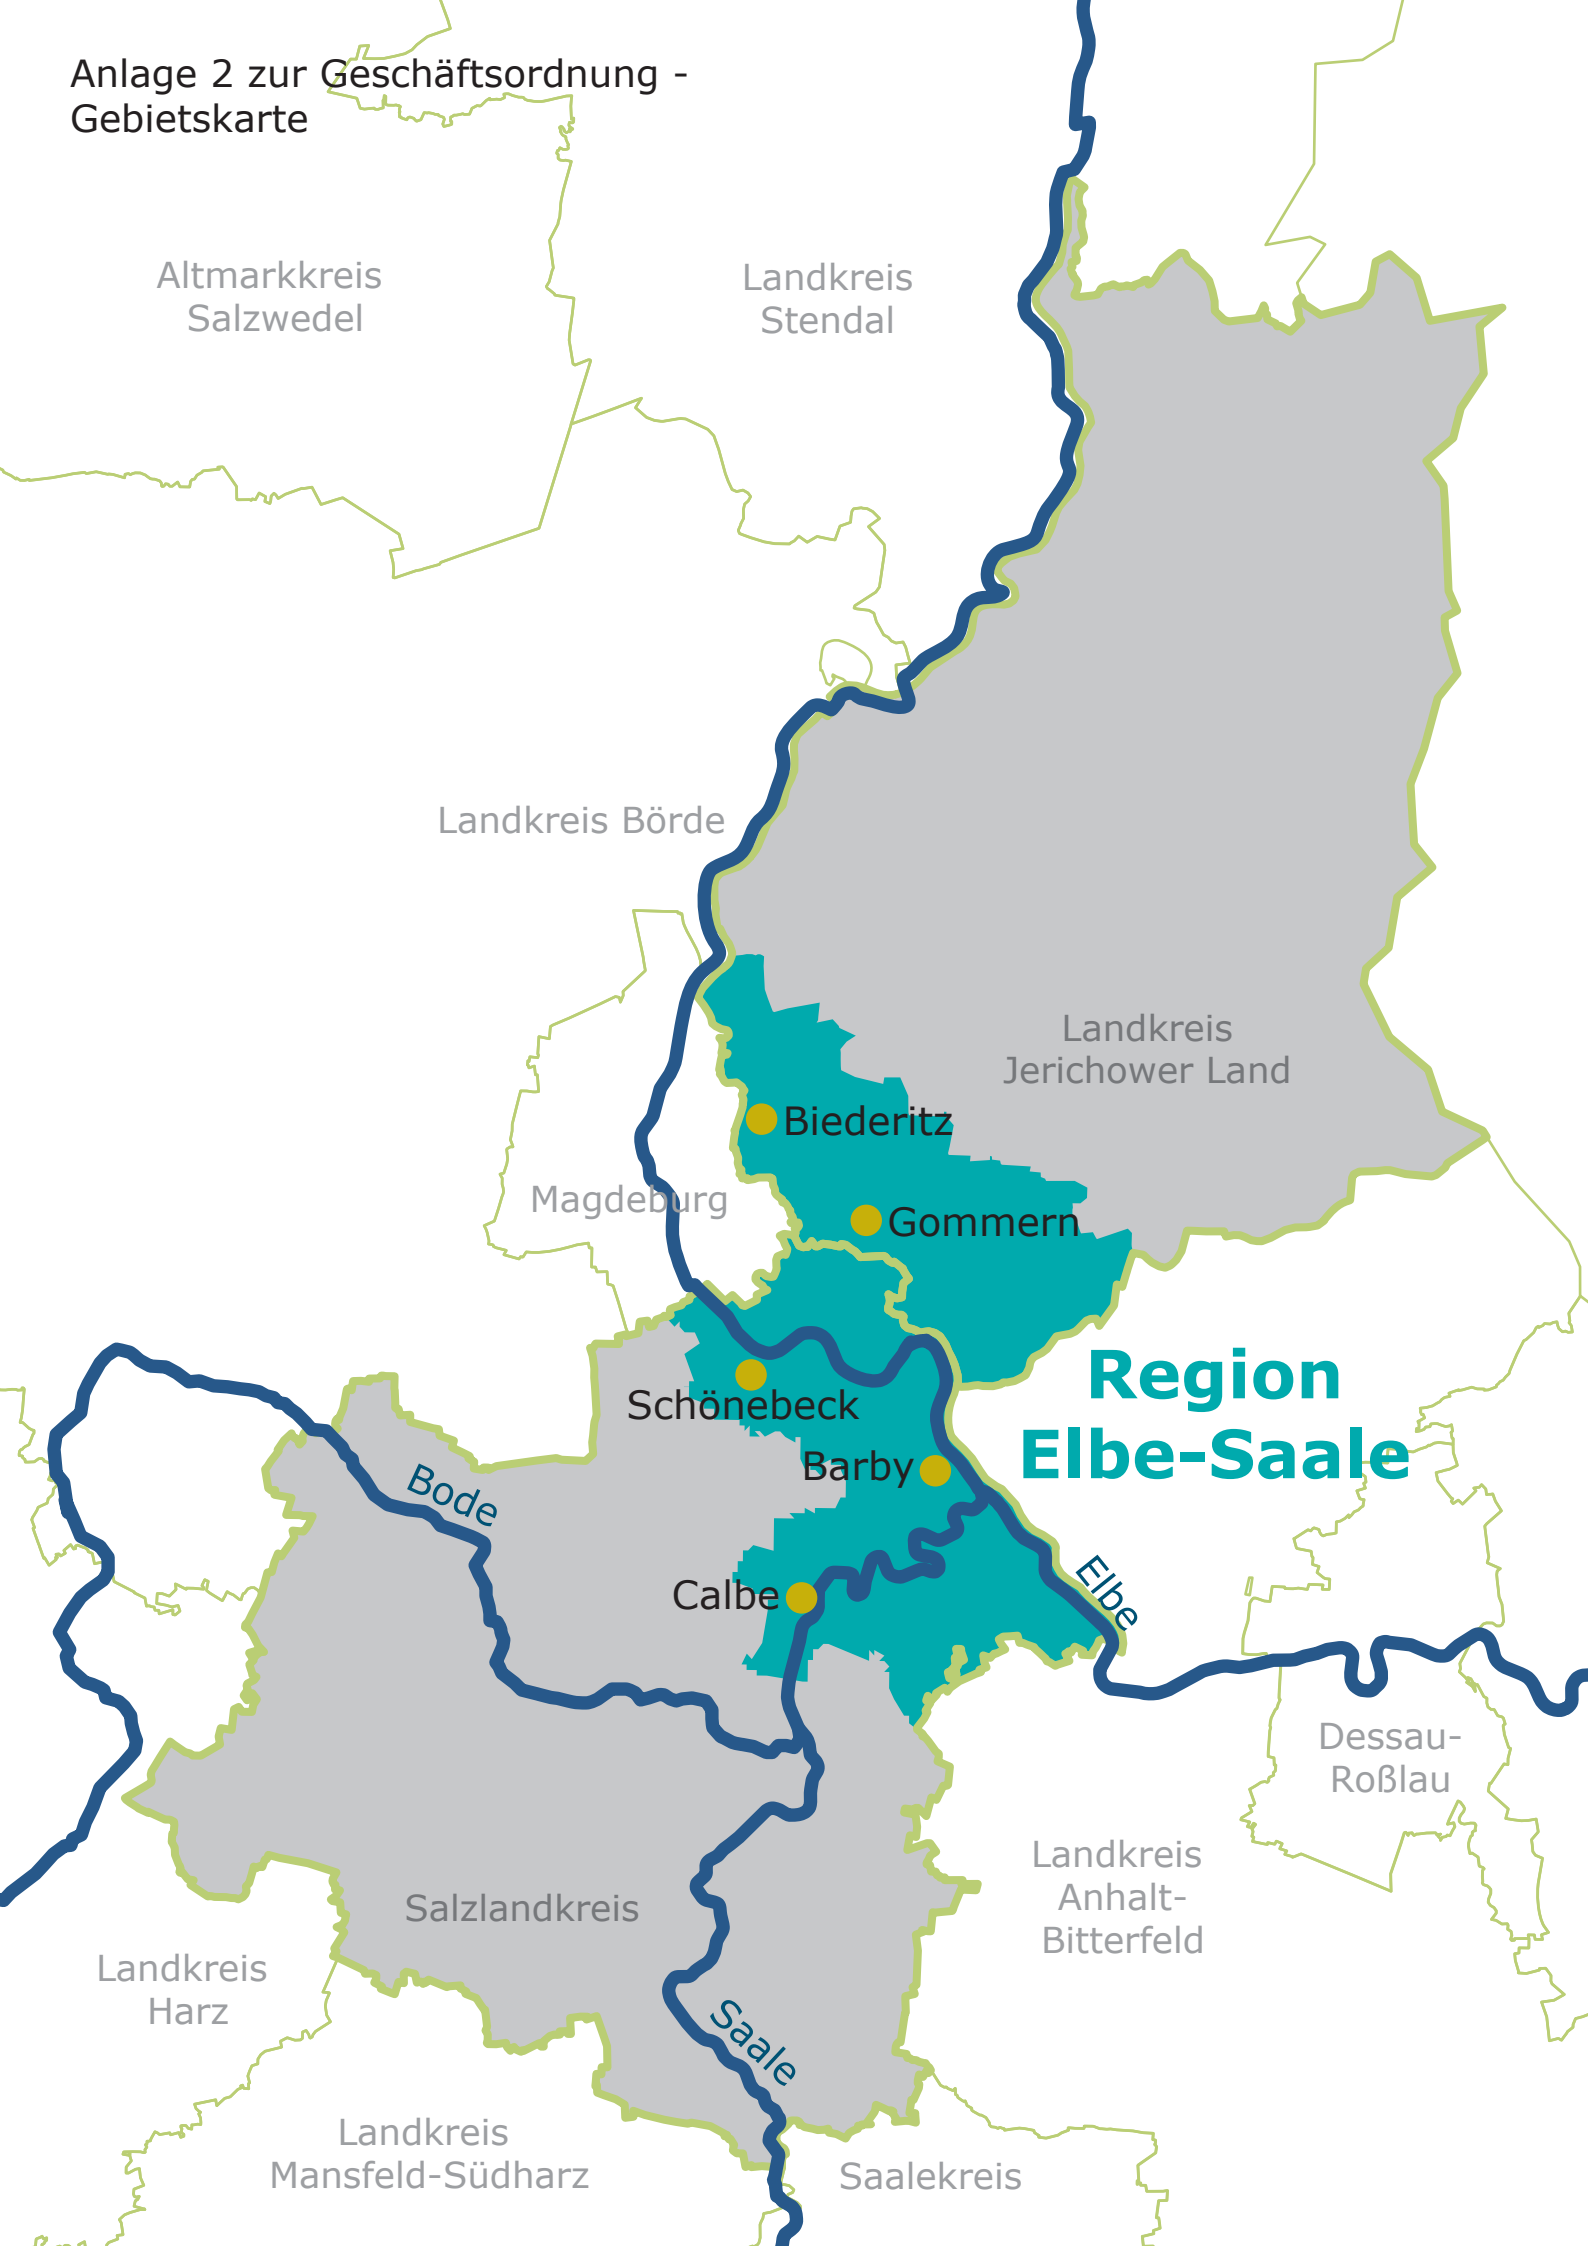 Anlage 2 zur Geschäftsordnung -
Gebietskarte
Altmarkkreis
Salzwedel
Landkreis
Stendal
Landkreis Börde
Landkreis
Jerichower Land
Biederitz
Magdeburg
Gommern
Region
Elbe-Saale
Schönebeck
Barby
Bode
Calbe
Elbe
Dessau-
Roßlau
Landkreis
Anhalt-
Bitterfeld
Salzlandkreis
Landkreis
Harz
Saale
Landkreis
Mansfeld-Südharz
Saalekreis